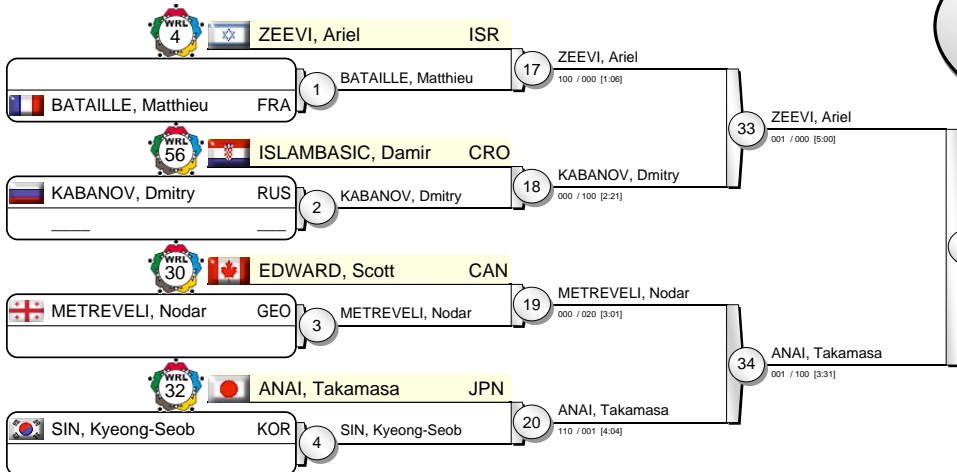 WRL
4
ZEEVI, Ariel ISR
BATAILLE, Matthieu FRA
1
BATAILLE, Matthieu
17
ZEEVI, Ariel
100 / 000 [1:06]
WRL
56
ISLAMBASIC, Damir CRO
KABANOV, Dmitry RUS
____ ___
2
KABANOV, Dmitry
18
KABANOV, Dmitry
000 / 100 [2:21]
33
ZEEVI, Ariel
001 / 000 [5:00]
WRL
30
EDWARD, Scott CAN
METREVELI, Nodar GEO
3
METREVELI, Nodar
19
METREVELI, Nodar
000 / 020 [3:01]
WRL
32
ANAI, Takamasa JPN
SIN, Kyeong-Seob KOR
4
SIN, Kyeong-Seob
20
ANAI, Takamasa
110 / 001 [4:04]
34
ANAI, Takamasa
001 / 100 [3:31]